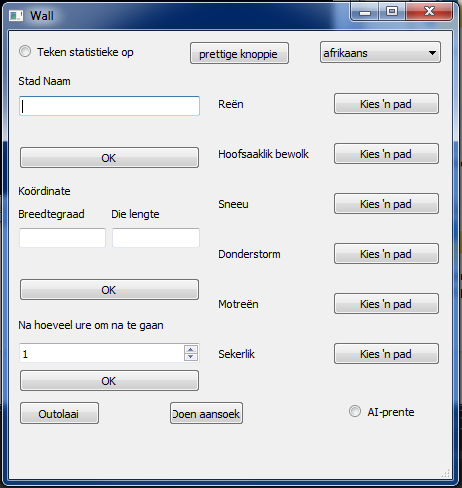 Wall
Teken statistieke op
prettige knoppie
afrikaans
Stad Naam
Reën
Kies 'n pad
OK
Hoofsaaklik bewolk
Kies 'n pad
Koördinate
Breedtegraad
Die lengte
Sneeu
Kies 'n pad
Donderstorm
Kies 'n pad
OK
Motreën
Kies 'n pad
Na hoeveel ure om na te gaan
1
Sekerlik
Kies 'n pad
OK
Outolaai
Doen aansoek
AI-prente